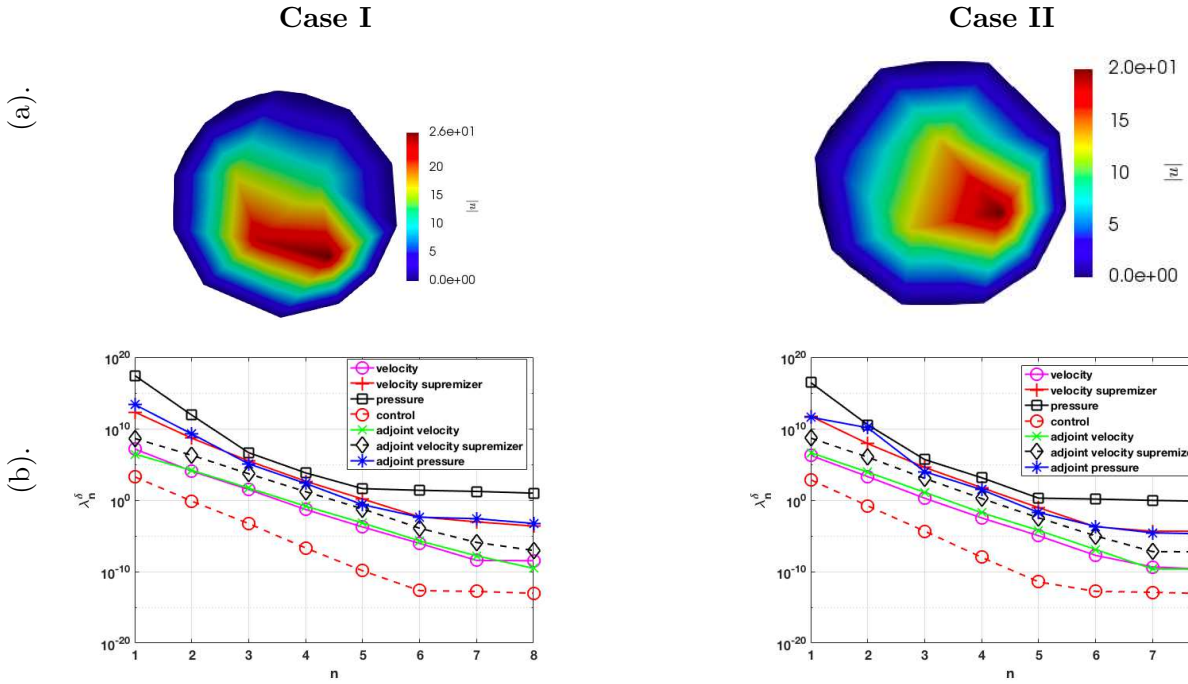 Case I
Case II
(a).
2.6e+01
20
15
10
5
0.0e+00
|u|
2.0e+01
15
10
5
0.0e+00
|u|
(b).
10^20
10^10
10^0
10^-10
10^-20
λ_n^δ
1 2 3 4 5 6 7 8
n
velocity
velocity supremizer
pressure
control
adjoint velocity
adjoint velocity supremizer
adjoint pressure
10^20
10^10
10^0
10^-10
10^-20
λ_n^δ
1 2 3 4 5 6 7
n
velocity
velocity supremizer
pressure
control
adjoint velocity
adjoint velocity supremize
adjoint pressure